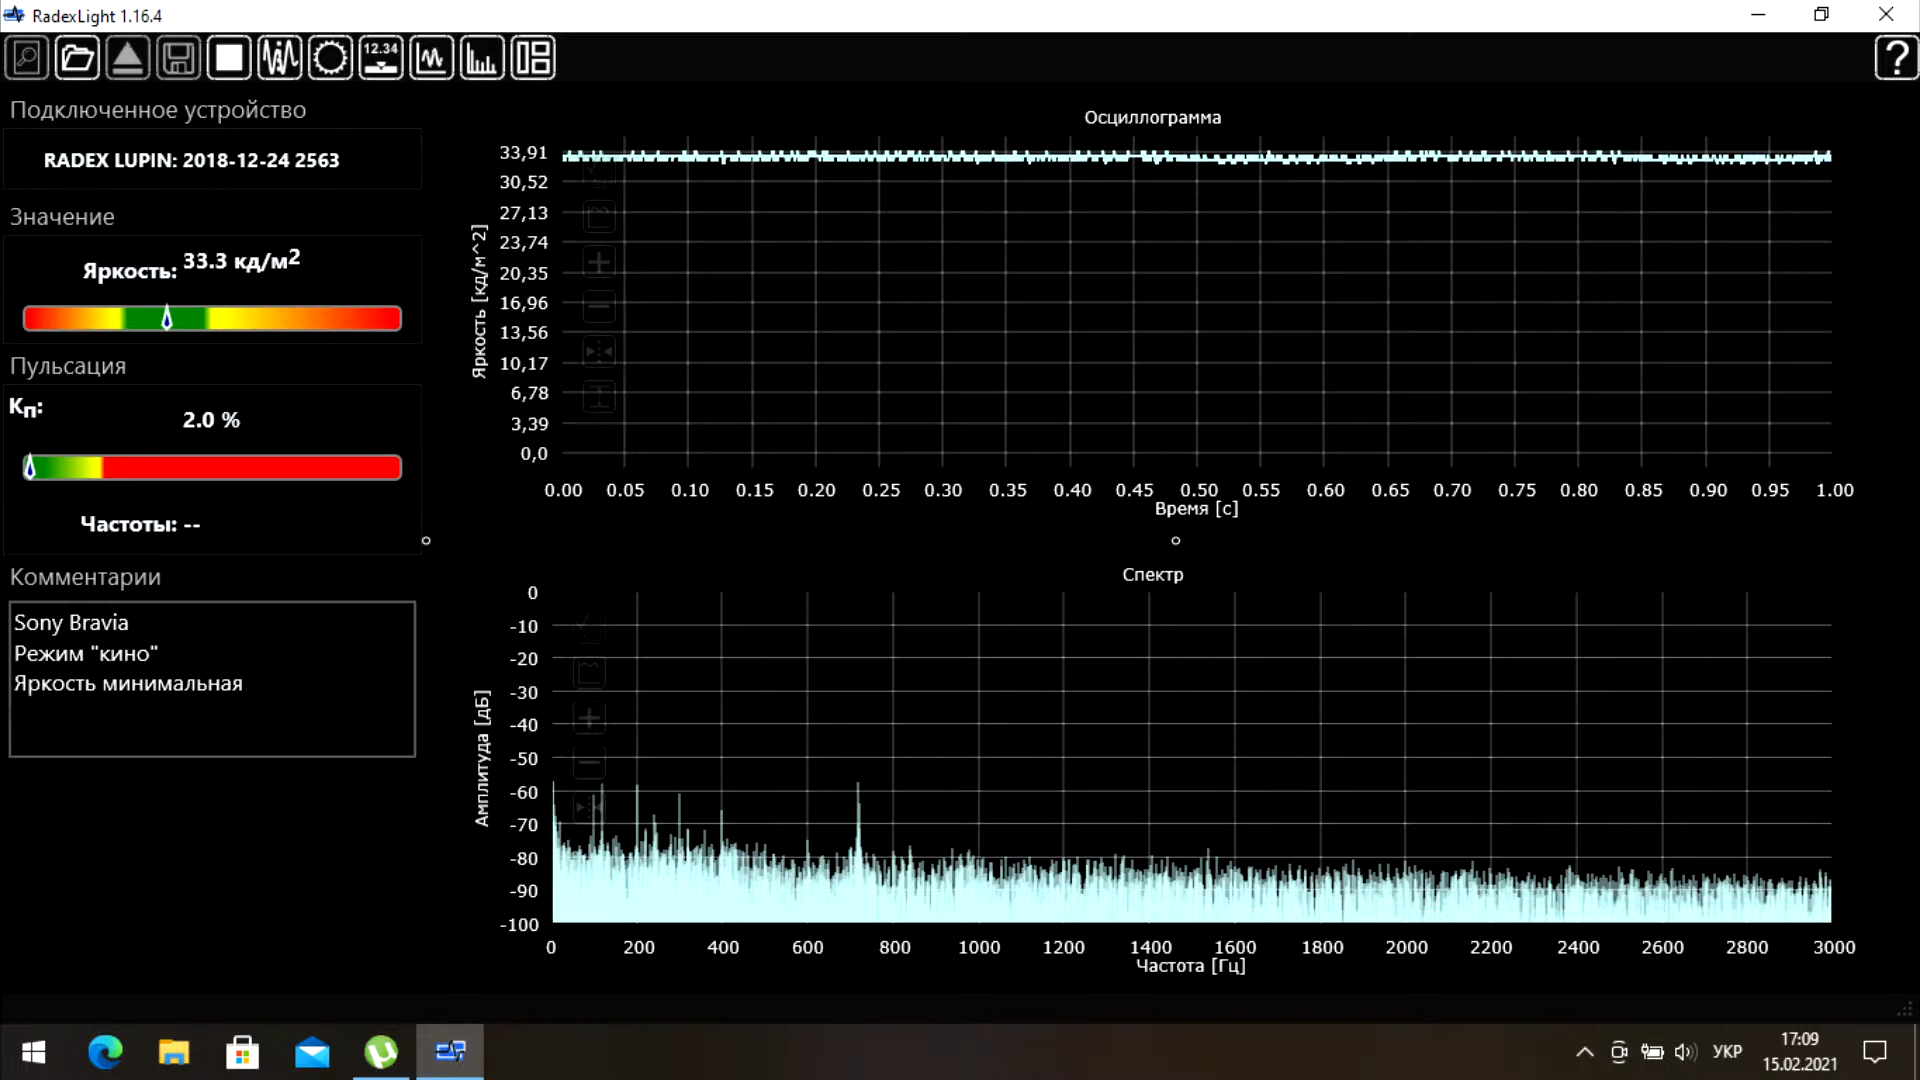 RadexLight 1.16.4
12.34
?
Подключенное устройство
RADEX LUPIN: 2018-12-24 2563
Значение
Яркость: 33.3 кд/м2
Пульсация
Кп:
2.0 %
Частоты: --
Комментарии
Sony Bravia
Режим "кино"
Яркость минимальная
Осциллограмма
Яркость [кд/м^2]
33,91
30,52
27,13
23,74
20,35
16,96
13,56
10,17
6,78
3,39
0,0
0.00 0.05 0.10 0.15 0.20 0.25 0.30 0.35 0.40 0.45 0.50 0.55 0.60 0.65 0.70 0.75 0.80 0.85 0.90 0.95 1.00
Время [с]
Спектр
Амплитуда [дБ]
0
-10
-20
-30
-40
-50
-60
-70
-80
-90
-100
0 200 400 600 800 1000 1200 1400 1600 1800 2000 2200 2400 2600 2800 3000
Частота [Гц]
УКР
17:09
15.02.2021